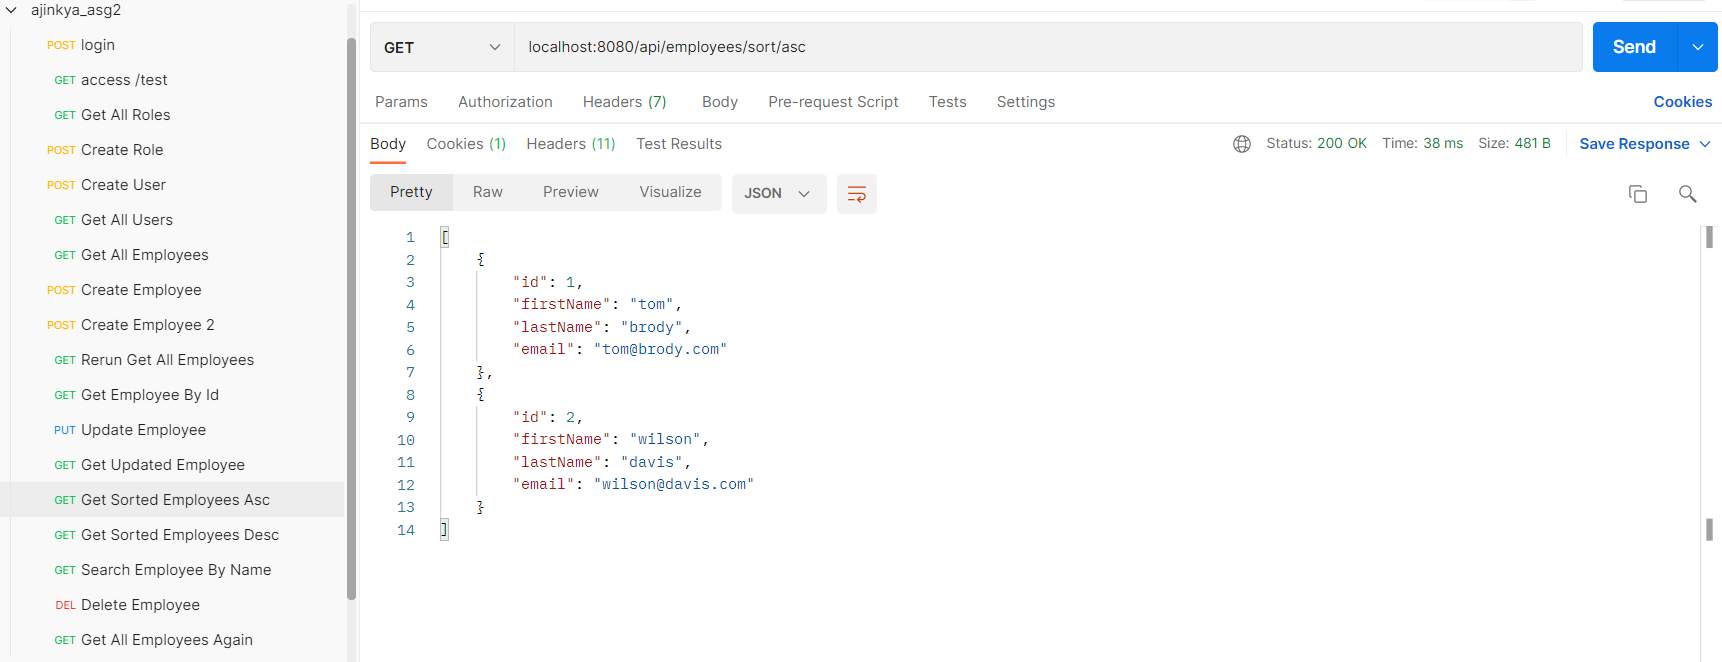 ajinkya_asg2
POST login
GET access /test
GET Get All Roles
POST Create Role
POST Create User
GET Get All Users
GET Get All Employees
POST Create Employee
POST Create Employee 2
GET Rerun Get All Employees
GET Get Employee By Id
PUT Update Employee
GET Get Updated Employee
GET Get Sorted Employees Asc
GET Get Sorted Employees Desc
GET Search Employee By Name
DEL Delete Employee
GET Get All Employees Again
GET localhost:8080/api/employees/sort/asc Send
Params Authorization Headers (7) Body Pre-request Script Tests Settings Cookies
Body Cookies (1) Headers (11) Test Results Status: 200 OK Time: 38 ms Size: 481 B Save Response
Pretty Raw Preview Visualize JSON
1 [
2 {
3 "id": 1,
4 "firstName": "tom",
5 "lastName": "brody",
6 "email": "tom@brody.com"
7 },
8 {
9 "id": 2,
10 "firstName": "wilson",
11 "lastName": "davis",
12 "email": "wilson@davis.com"
13 }
14 ]